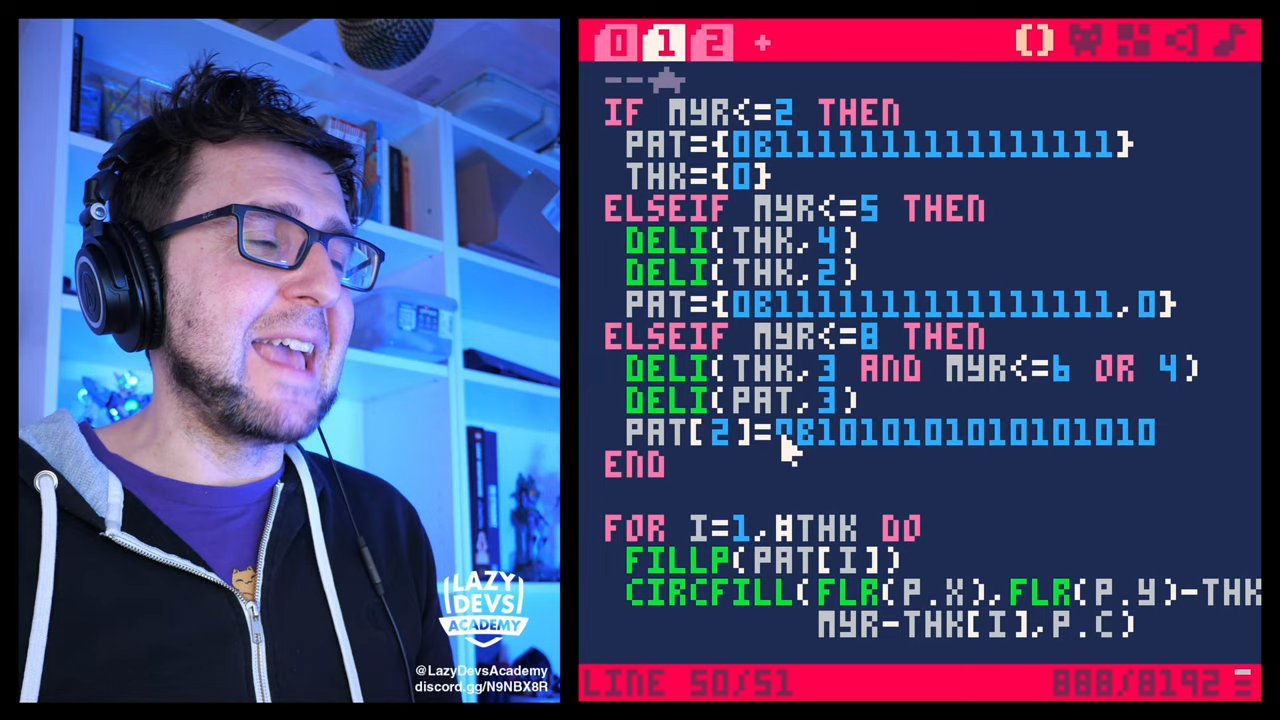 0 1 2 + ()
--
IF MYR<=2 THEN
PAT={0B1111111111111111}
THK={0}
ELSEIF MYR<=5 THEN
DELI(THK,4)
DELI(THK,2)
PAT={0B1111111111111111,0}
ELSEIF MYR<=8 THEN
DELI(THK,3 AND MYR<=6 OR 4)
DELI(PAT,3)
PAT[2]=0B1010101010101010
END
FOR I=1,#THK DO
FILLP(PAT[I])
CIRCFILL(FLR(P.X),FLR(P.Y)-THK
MYR-THK[I],P.C)
LINE 50/51 888/8192
LAZY
DEVS
ACADEMY
@LazyDevsAcademy
discord.gg/N9NBX8R